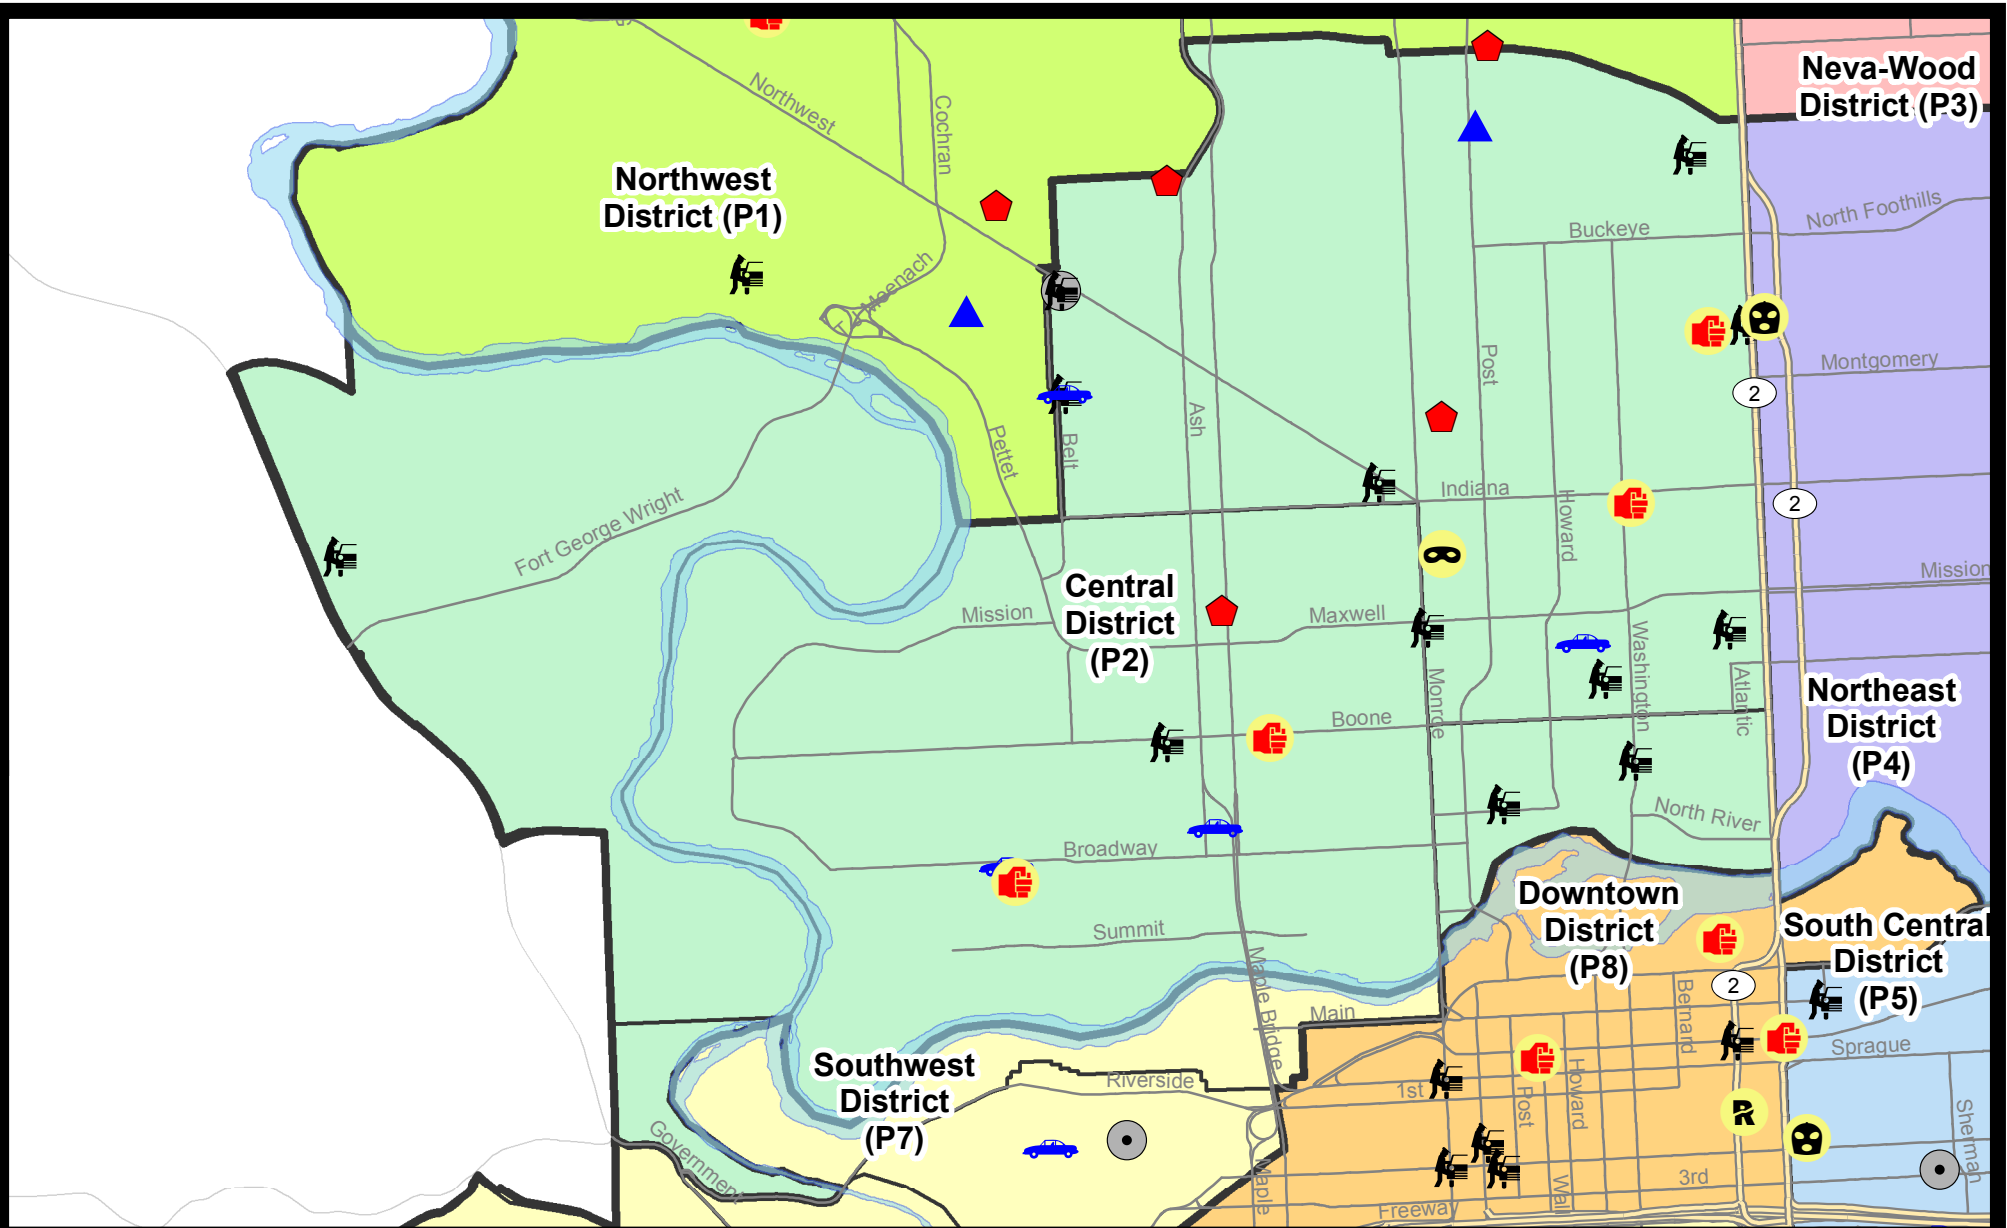 Neva-Wood
District (P3)
Northwest
Cochran
Northwest
District (P1)
North Foothills
Buckeye
T J Meenach
Montgomery
2
Post
Ash
Pettet
Belt
Indiana
Howard
2
Fort George Wright
Mission
Central
District
(P2)
Mission
Maxwell
Washington
Monroe
Atlantic
Northeast
District
(P4)
Boone
North River
Broadway
Downtown
District
(P8)
South Central
District
(P5)
Summit
Maple Bridge
2
Bernard
Main
Sprague
Southwest
District
(P7)
Riverside
1st
Post
Howard
Sherman
Government
Maple
3rd
Wall
Freeway
R